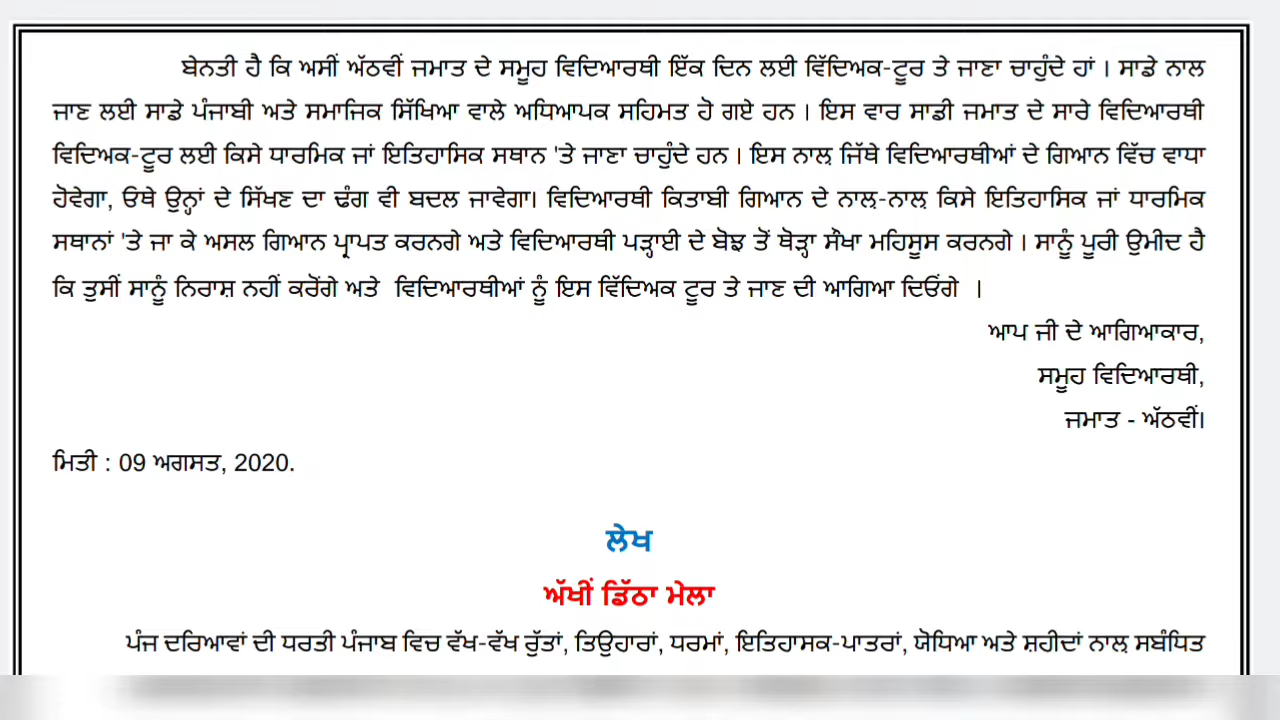 ਬੇਨਤੀ ਹੈ ਕਿ ਅਸੀਂ ਅੱਠਵੀਂ ਜਮਾਤ ਦੇ ਸਮੂਹ ਵਿਦਿਆਰਥੀ ਇੱਕ ਦਿਨ ਲਈ ਵਿੱਦਿਅਕ-ਟੂਰ ਤੇ ਜਾਣਾ ਚਾਹੁੰਦੇ ਹਾਂ । ਸਾਡੇ ਨਾਲ
ਜਾਣ ਲਈ ਸਾਡੇ ਪੰਜਾਬੀ ਅਤੇ ਸਮਾਜਿਕ ਸਿੱਖਿਆ ਵਾਲੇ ਅਧਿਆਪਕ ਸਹਿਮਤ ਹੋ ਗਏ ਹਨ । ਇਸ ਵਾਰ ਸਾਡੀ ਜਮਾਤ ਦੇ ਸਾਰੇ ਵਿਦਿਆਰਥੀ
ਵਿਦਿਅਕ-ਟੂਰ ਲਈ ਕਿਸੇ ਧਾਰਮਿਕ ਜਾਂ ਇਤਿਹਾਸਿਕ ਸਥਾਨ 'ਤੇ ਜਾਣਾ ਚਾਹੁੰਦੇ ਹਨ । ਇਸ ਨਾਲ਼ ਜਿੱਥੇ ਵਿਦਿਆਰਥੀਆਂ ਦੇ ਗਿਆਨ ਵਿੱਚ ਵਾਧਾ
ਹੋਵੇਗਾ, ਓਥੇ ਉਨ੍ਹਾਂ ਦੇ ਸਿੱਖਣ ਦਾ ਢੰਗ ਵੀ ਬਦਲ ਜਾਵੇਗਾ। ਵਿਦਿਆਰਥੀ ਕਿਤਾਬੀ ਗਿਆਨ ਦੇ ਨਾਲ਼-ਨਾਲ਼ ਕਿਸੇ ਇਤਿਹਾਸਿਕ ਜਾਂ ਧਾਰਮਿਕ
ਸਥਾਨਾਂ 'ਤੇ ਜਾ ਕੇ ਅਸਲ ਗਿਆਨ ਪ੍ਰਾਪਤ ਕਰਨਗੇ ਅਤੇ ਵਿਦਿਆਰਥੀ ਪੜ੍ਹਾਈ ਦੇ ਬੋਝ ਤੋਂ ਥੋੜ੍ਹਾ ਸੌਖਾ ਮਹਿਸੂਸ ਕਰਨਗੇ । ਸਾਨੂੰ ਪੂਰੀ ਉਮੀਦ ਹੈ
ਕਿ ਤੁਸੀਂ ਸਾਨੂੰ ਨਿਰਾਸ਼ ਨਹੀਂ ਕਰੋਂਗੇ ਅਤੇ ਵਿਦਿਆਰਥੀਆਂ ਨੂੰ ਇਸ ਵਿੱਦਿਅਕ ਟੂਰ ਤੇ ਜਾਣ ਦੀ ਆਗਿਆ ਦਿਓਂਗੇ ।
ਆਪ ਜੀ ਦੇ ਆਗਿਆਕਾਰ,
ਸਮੂਹ ਵਿਦਿਆਰਥੀ,
ਜਮਾਤ - ਅੱਠਵੀਂ।
ਮਿਤੀ : 09 ਅਗਸਤ, 2020.
ਲੇਖ
ਅੱਖੀਂ ਡਿੱਠਾ ਮੇਲਾ
ਪੰਜ ਦਰਿਆਵਾਂ ਦੀ ਧਰਤੀ ਪੰਜਾਬ ਵਿਚ ਵੱਖ-ਵੱਖ ਰੁੱਤਾਂ, ਤਿਉਹਾਰਾਂ, ਧਰਮਾਂ, ਇਤਿਹਾਸਕ-ਪਾਤਰਾਂ, ਯੋਧਿਆ ਅਤੇ ਸ਼ਹੀਦਾਂ ਨਾਲ਼ ਸਬੰਧਿਤ